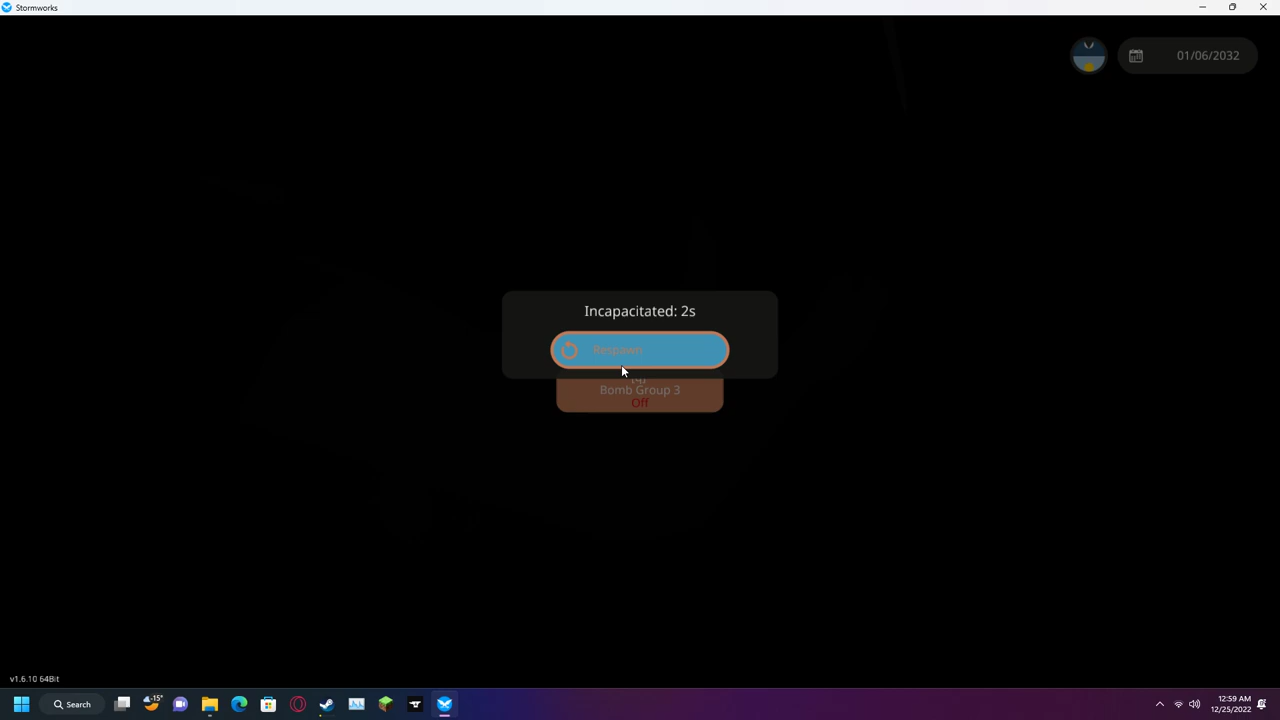 Stormworks
01/06/2032
Incapacitated: 2s
Respawn
Bomb Group 3
Off
v1.6.10 64Bit
-15°
Search
12:59 AM
12/25/2022